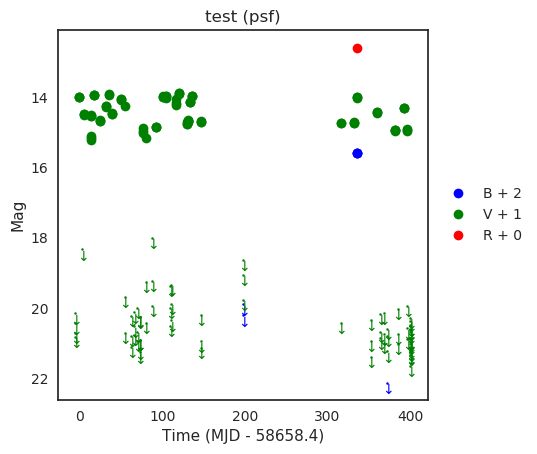 test (psf)
Mag
14
16
18
20
22
0
100
200
300
400
Time (MJD - 58658.4)
B + 2
V + 1
R + 0